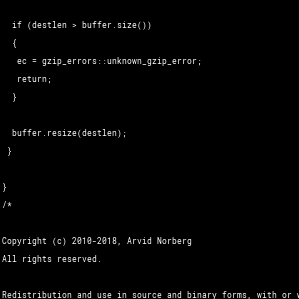 if (destlen > buffer.size())
{
ec = gzip_errors::unknown_gzip_error;
return;
}
buffer.resize(destlen);
}
}
/*
Copyright (c) 2010-2018, Arvid Norberg
All rights reserved.
Redistribution and use in source and binary forms, with or